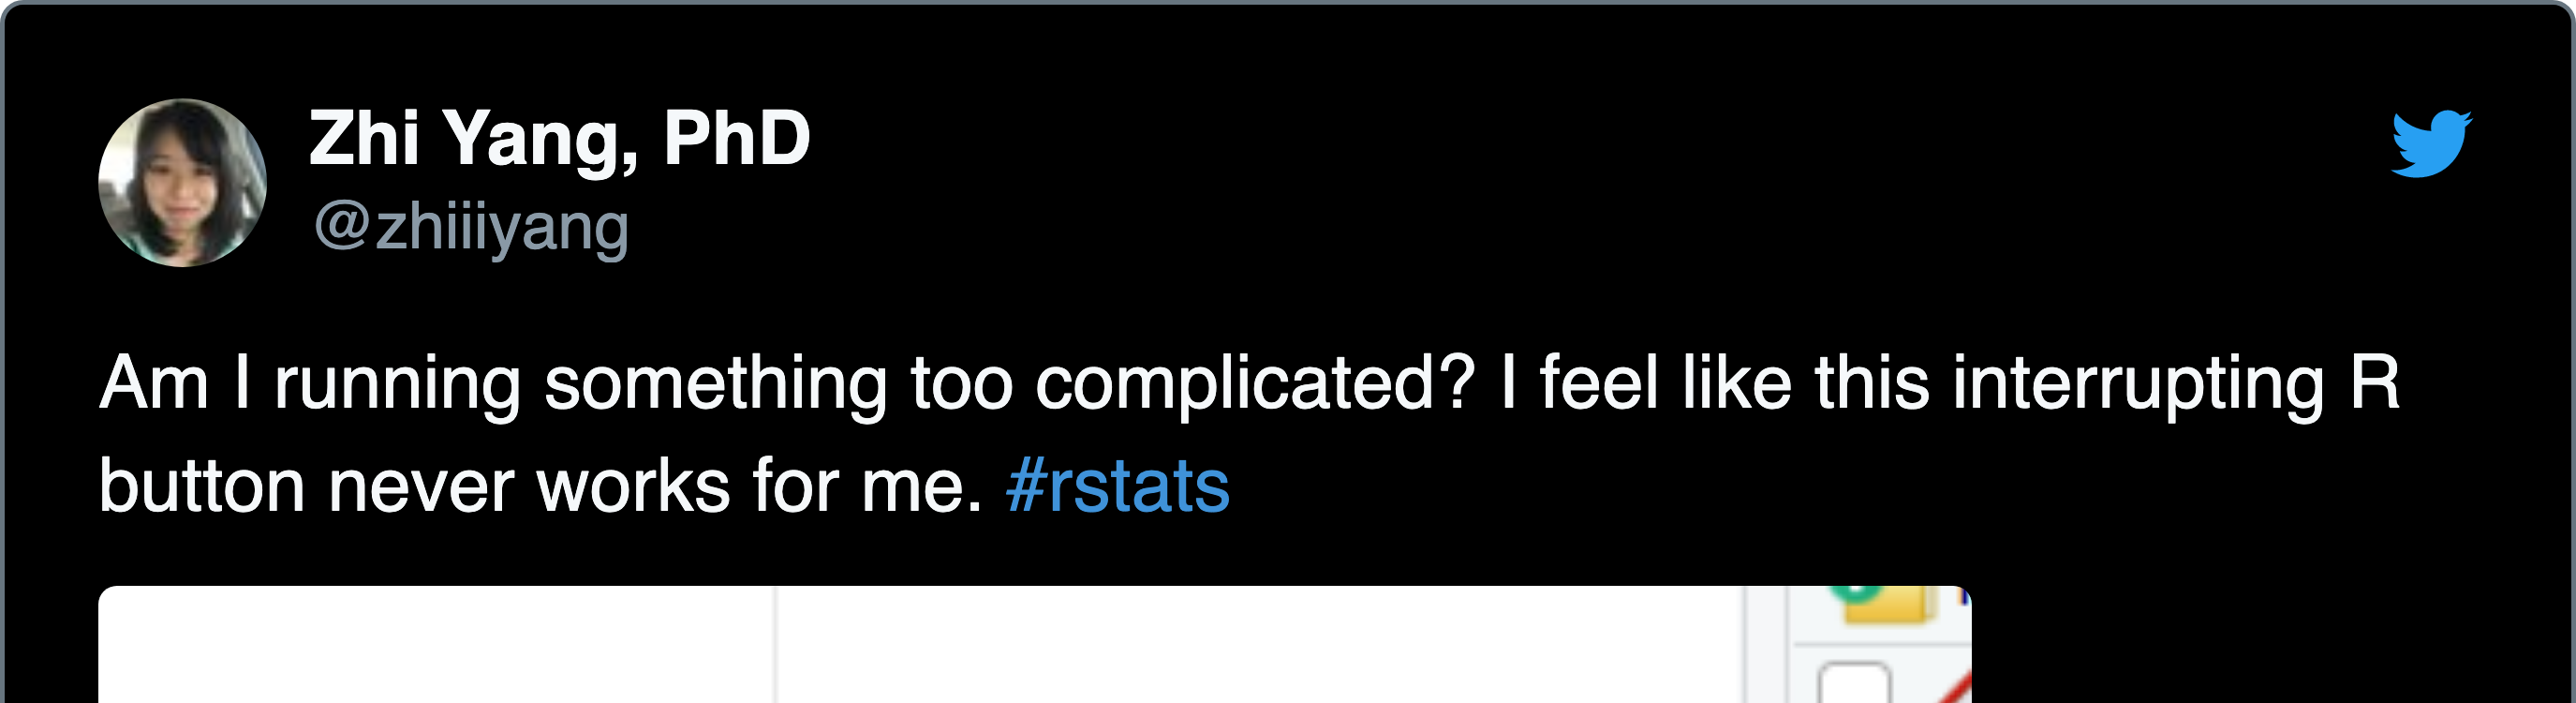 Zhi Yang, PhD
@zhiiiyang
Am I running something too complicated? I feel like this interrupting R
button never works for me. #rstats